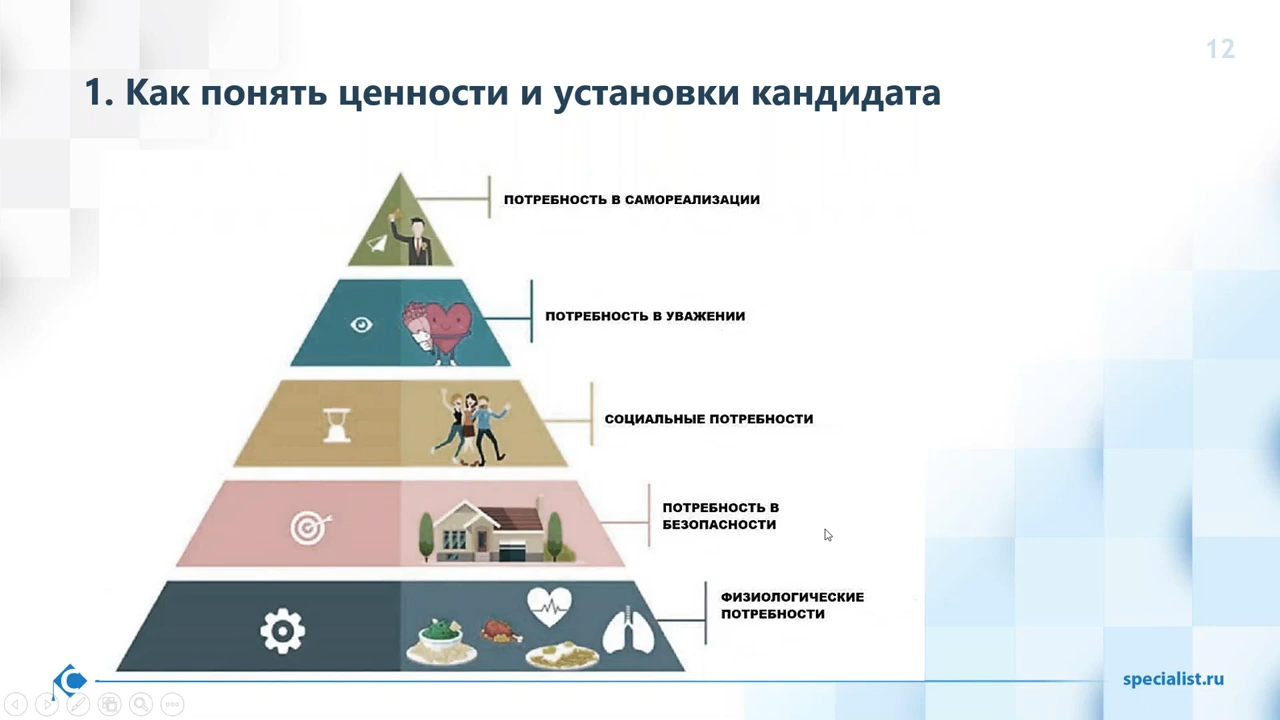 12
1. Как понять ценности и установки кандидата
ПОТРЕБНОСТЬ В САМОРЕАЛИЗАЦИИ
ПОТРЕБНОСТЬ В УВАЖЕНИИ
СОЦИАЛЬНЫЕ ПОТРЕБНОСТИ
ПОТРЕБНОСТЬ В
БЕЗОПАСНОСТИ
ФИЗИОЛОГИЧЕСКИЕ
ПОТРЕБНОСТИ
specialist.ru